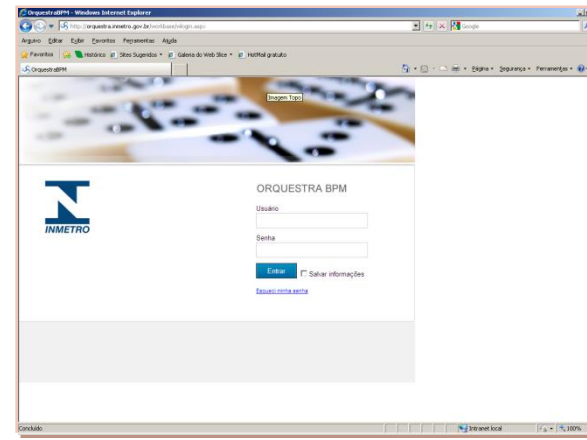 OrquestraBPM - Windows Internet Explorer
http://orquestra.inmetro.gov.br/workbase/vlogin.aspx
Google
Arquivo Editar Exibir Favoritos Ferramentas Ajuda
Favoritos Histórico Sites Sugeridos Galeria do Web Slice HotMail gratuito
OrquestraBPM
Página Segurança Ferramentas
Imagem Topo
INMETRO
ORQUESTRA BPM
Usuário
Senha
Entrar Salvar informações
Esqueci minha senha
Concluído Intranet local 100%